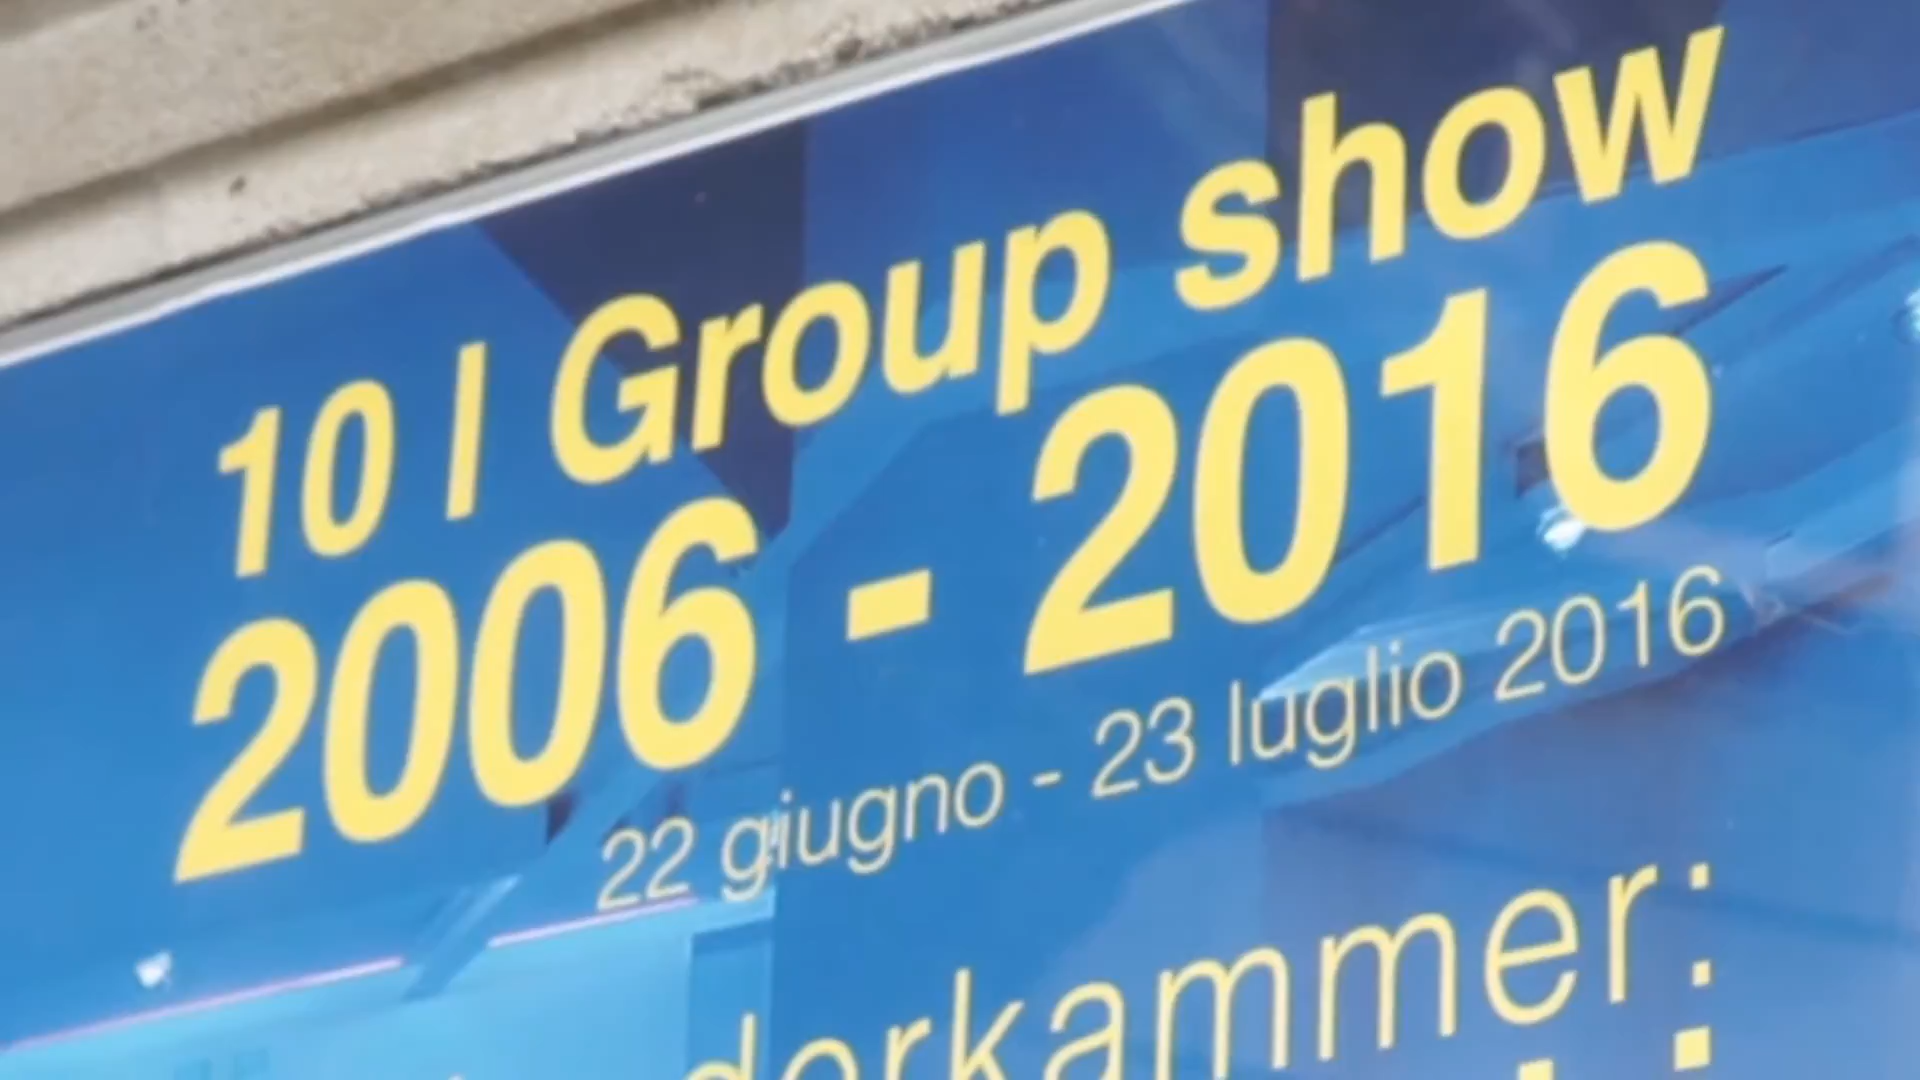 10 | Group show
2006 - 2016
22 giugno - 23 luglio 2016